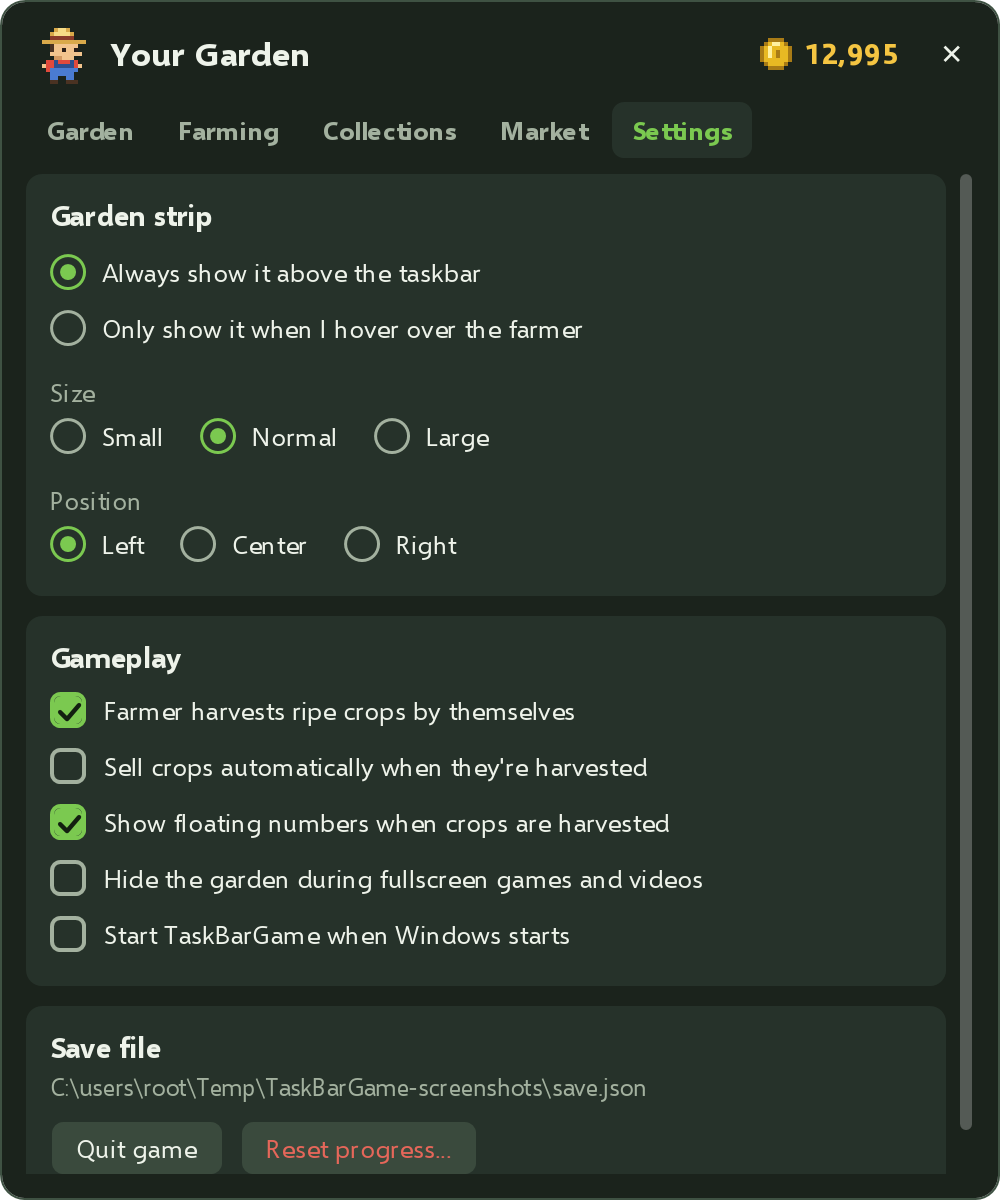 Your Garden
12,995
Garden Farming Collections Market Settings
Garden strip
Always show it above the taskbar
Only show it when I hover over the farmer
Size
Small Normal Large
Position
Left Center Right
Gameplay
Farmer harvests ripe crops by themselves
Sell crops automatically when they're harvested
Show floating numbers when crops are harvested
Hide the garden during fullscreen games and videos
Start TaskBarGame when Windows starts
Save file
C:\users\root\Temp\TaskBarGame-screenshots\save.json
Quit game Reset progress...